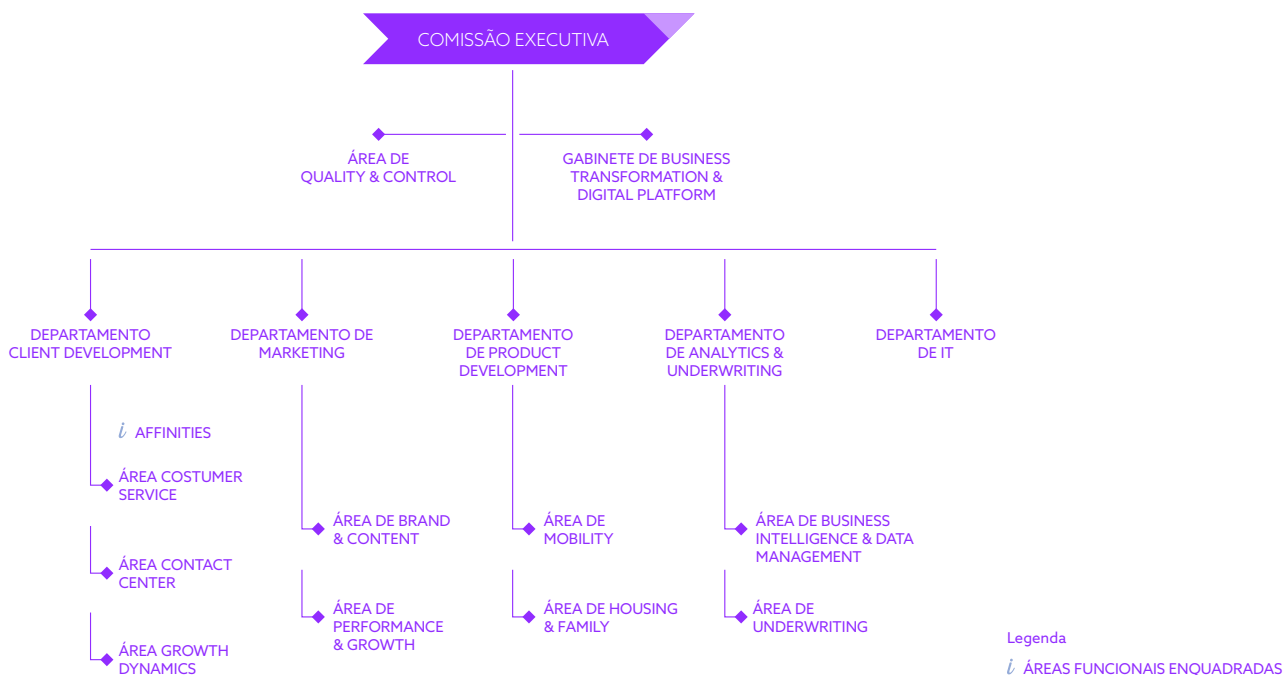 COMISSÃO EXECUTIVA
ÁREA DE
QUALITY & CONTROL
GABINETE DE BUSINESS
TRANSFORMATION &
DIGITAL PLATFORM
DEPARTAMENTO
CLIENT DEVELOPMENT
DEPARTAMENTO DE
MARKETING
DEPARTAMENTO
DE PRODUCT
DEVELOPMENT
DEPARTAMENTO
DE ANALYTICS &
UNDERWRITING
DEPARTAMENTO
DE IT
i AFFINITIES
ÁREA COSTUMER
SERVICE
ÁREA CONTACT
CENTER
ÁREA GROWTH
DYNAMICS
ÁREA DE BRAND
& CONTENT
ÁREA DE
PERFORMANCE
& GROWTH
ÁREA DE
MOBILITY
ÁREA DE HOUSING
& FAMILY
ÁREA DE BUSINESS
INTELLIGENCE & DATA
MANAGEMENT
ÁREA DE
UNDERWRITING
Legenda
i ÁREAS FUNCIONAIS ENQUADRADAS